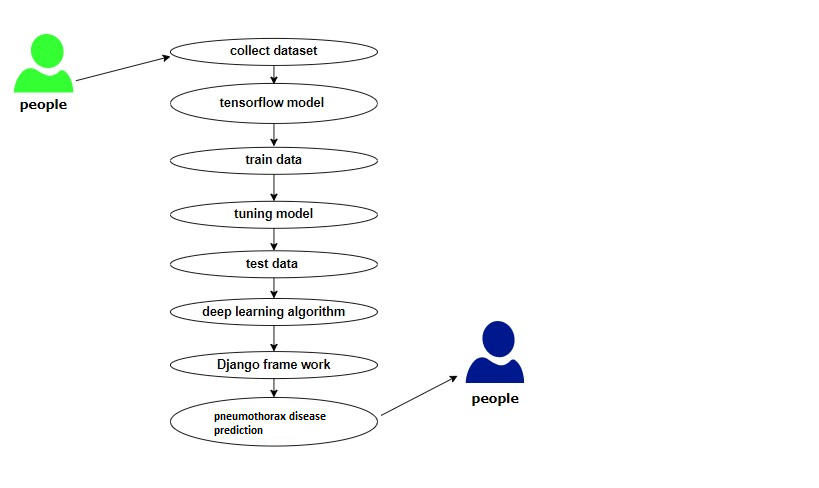 collect dataset
people
tensorflow model
train data
tuning model
test data
deep learning algorithm
Django frame work
people
pneumothorax disease
prediction